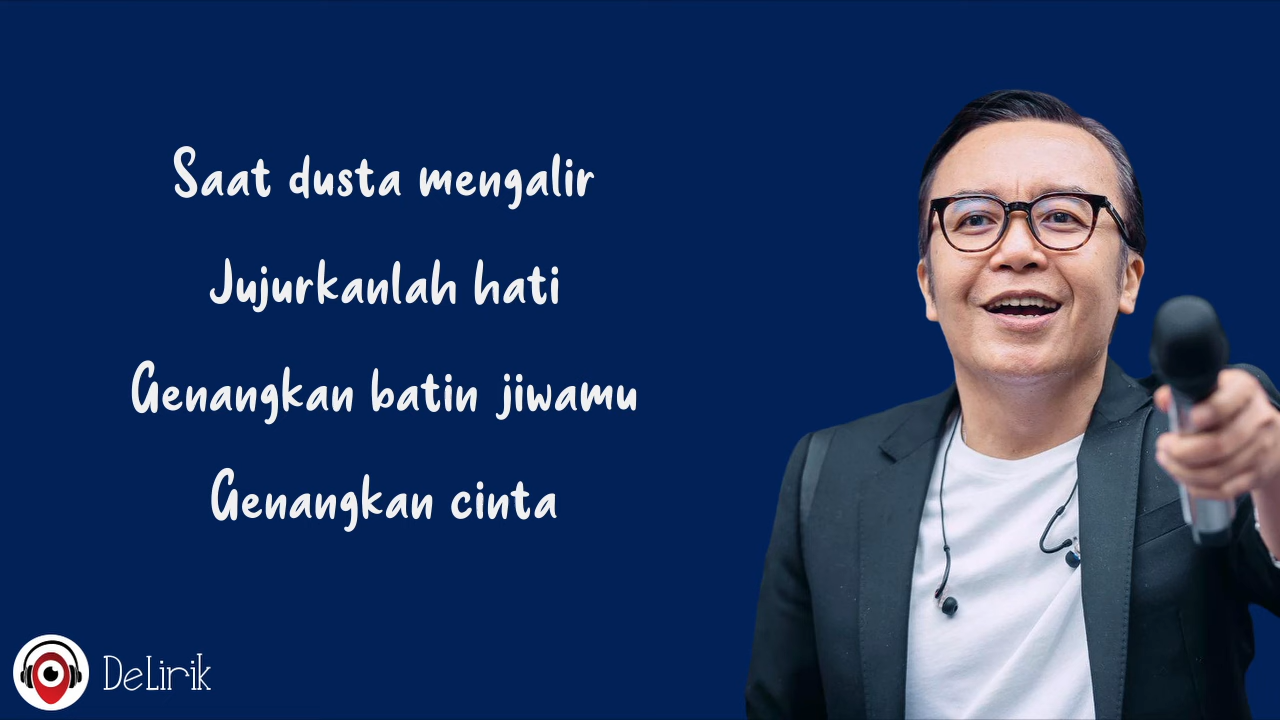 Saat dusta mengalir
Jujurkanlah hati
Genangkan batin jiwamu
Genangkan cinta
DeLirik